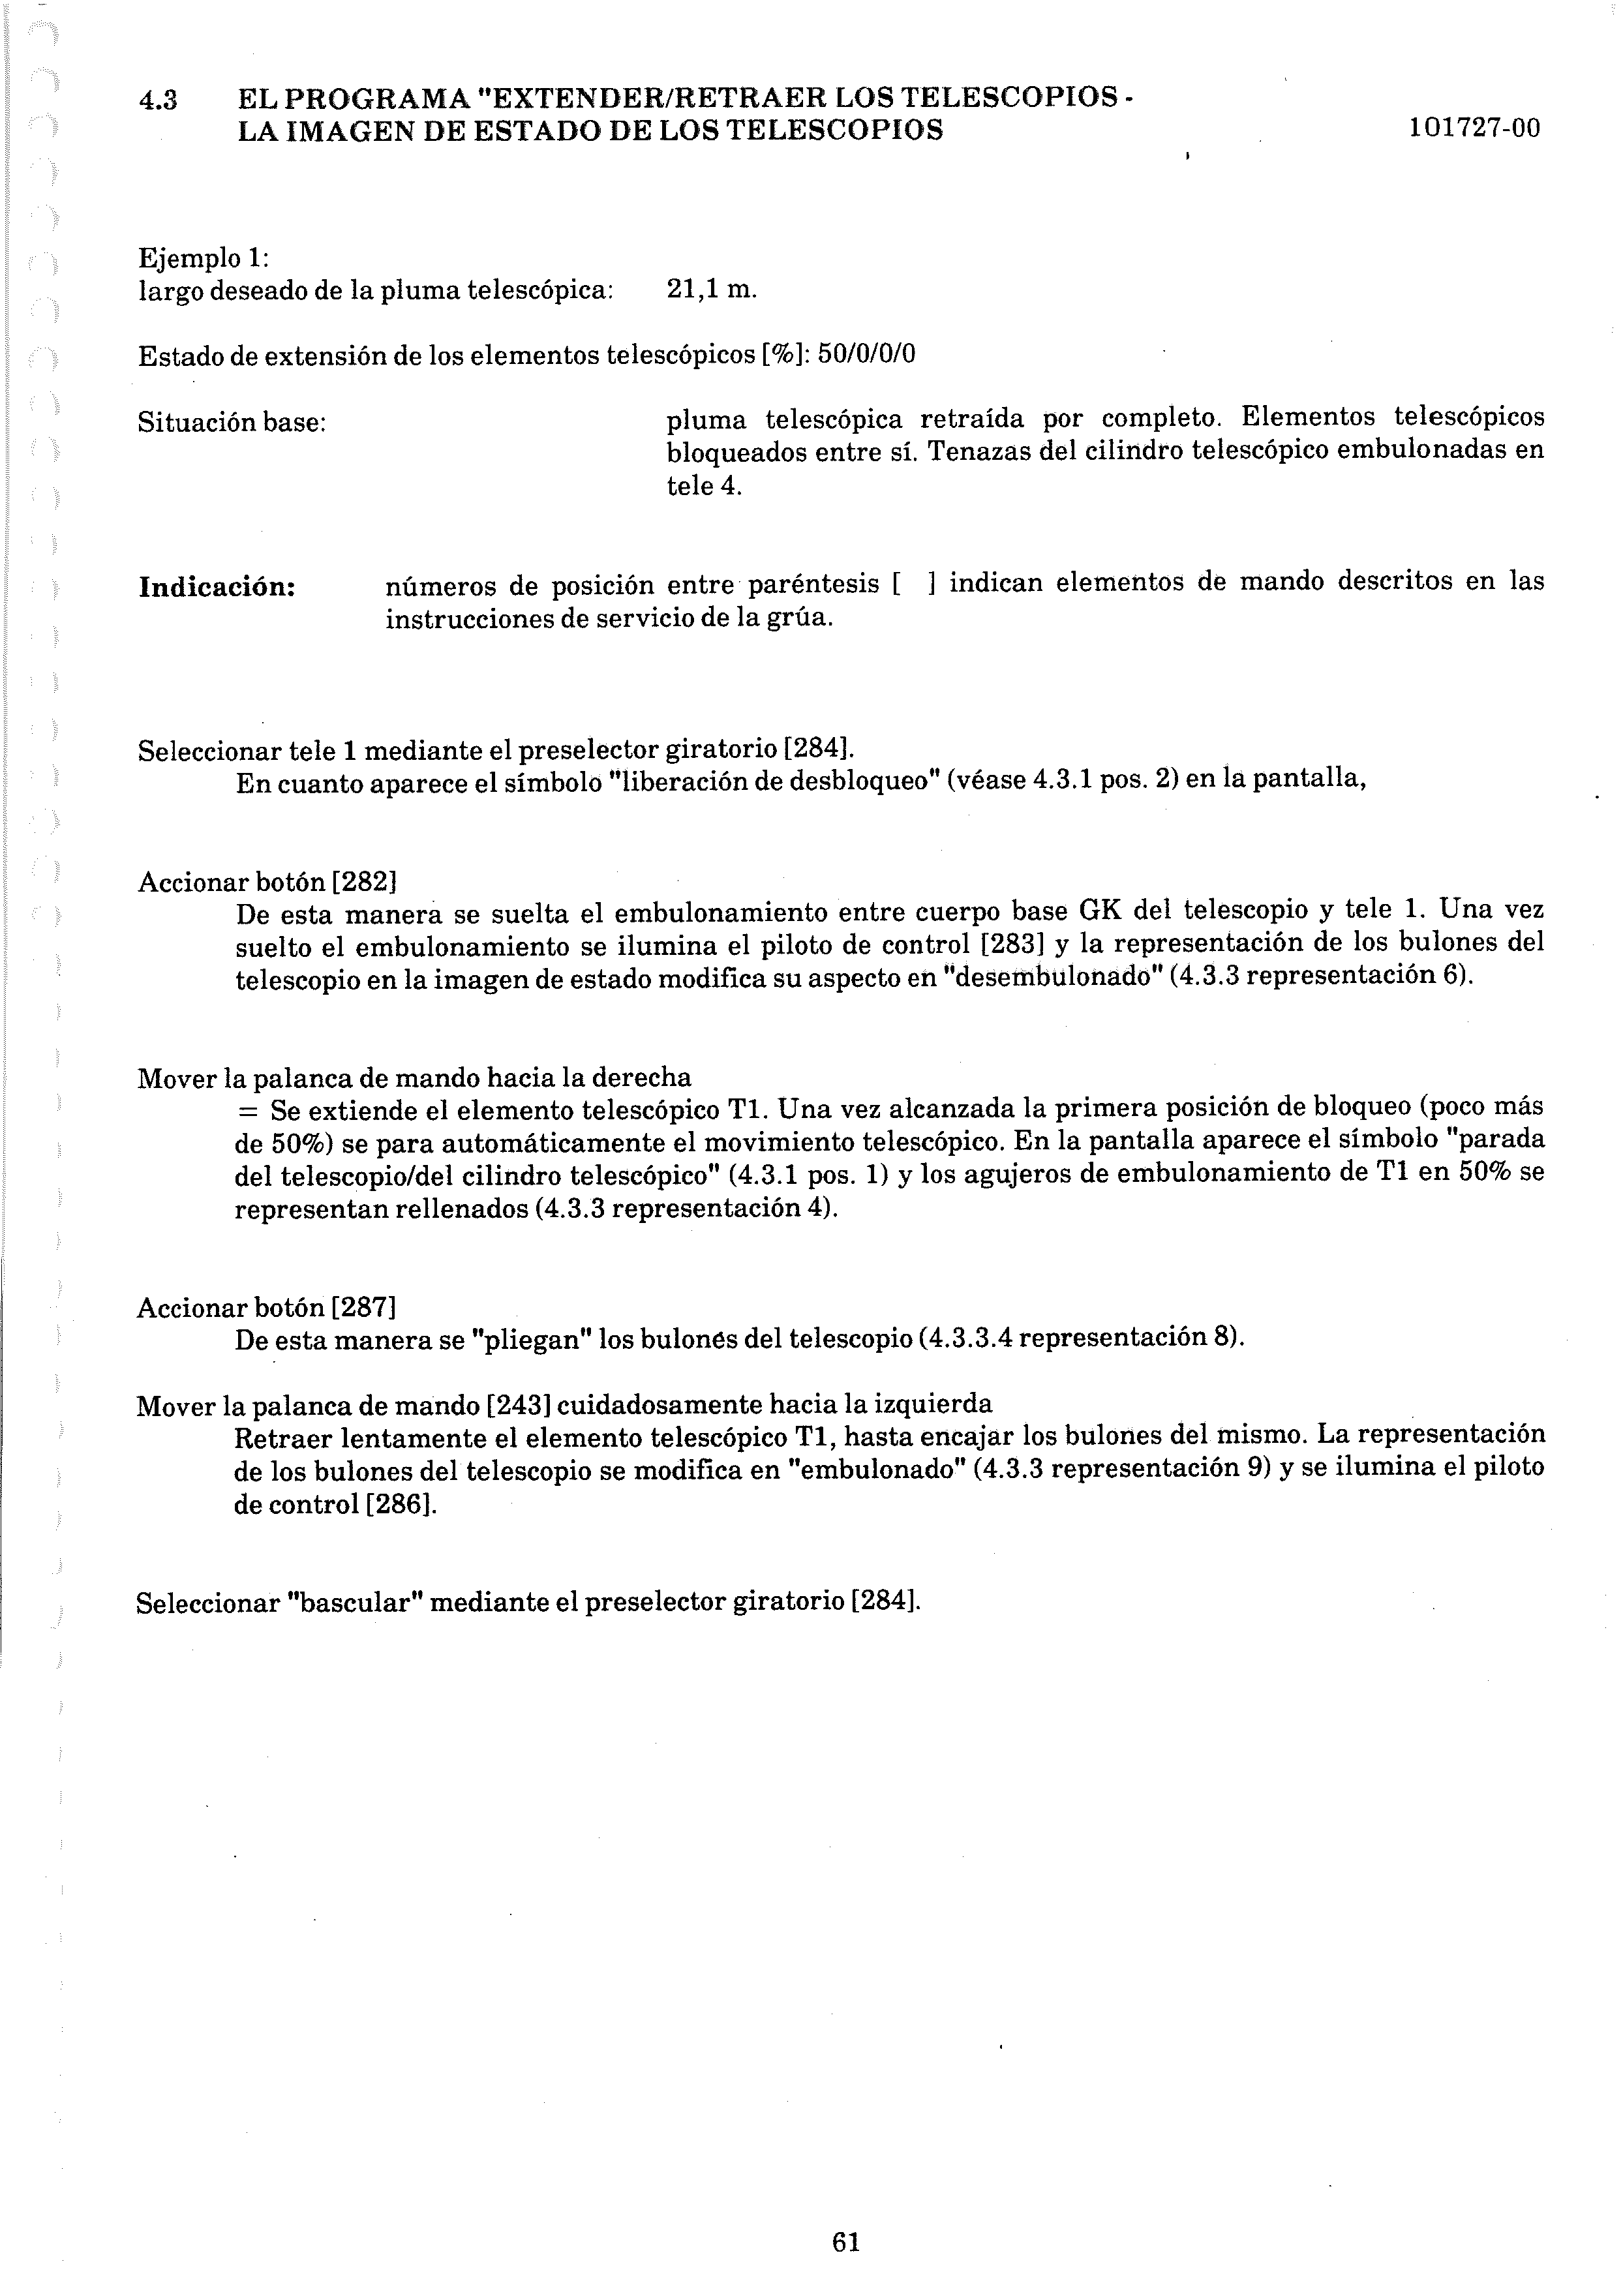 4.3 EL PROGRAMA "EXTENDER/RETRAER LOS TELESCOPIOS -
LA IMAGEN DE ESTADO DE LOS TELESCOPIOS
101727-00
Ejemplo 1:
largo deseado de la pluma telescópica: 21,1 m.
Estado de extensión de los elementos telescópicos [%]: 50/0/0/0
Situación base: pluma telescópica retraída por completo. Elementos telescópicos
bloqueados entre sí. Tenazas del cilindro telescópico embulonadas en
tele 4.
Indicación: números de posición entre paréntesis [ ] indican elementos de mando descritos en las
instrucciones de servicio de la grúa.
Seleccionar tele 1 mediante el preselector giratorio [284].
En cuanto aparece el símbolo "liberación de desbloqueo" (véase 4.3.1 pos. 2) en la pantalla,
Accionar botón [282]
De esta manera se suelta el embulonamiento entre cuerpo base GK del telescopio y tele 1. Una vez
suelto el embulonamiento se ilumina el piloto de control [283] y la representación de los bulones del
telescopio en la imagen de estado modifica su aspecto en "desembulonado" (4.3.3 representación 6).
Mover la palanca de mando hacia la derecha
= Se extiende el elemento telescópico T1. Una vez alcanzada la primera posición de bloqueo (poco más
de 50%) se para automáticamente el movimiento telescópico. En la pantalla aparece el símbolo "parada
del telescopio/del cilindro telescópico" (4.3.1 pos. 1) y los agujeros de embulonamiento de T1 en 50% se
representan rellenados (4.3.3 representación 4).
Accionar botón [287]
De esta manera se "pliegan" los bulones del telescopio (4.3.3.4 representación 8).
Mover la palanca de mando [243] cuidadosamente hacia la izquierda
Retraer lentamente el elemento telescópico T1, hasta encajar los bulones del mismo. La representación
de los bulones del telescopio se modifica en "embulonado" (4.3.3 representación 9) y se ilumina el piloto
de control [286].
Seleccionar "bascular" mediante el preselector giratorio [284].
61